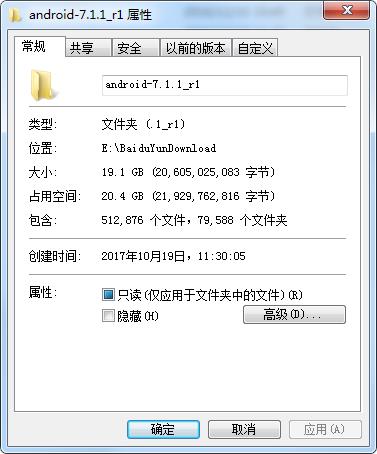 android-7.1.1_r1 属性
常规 共享 安全 以前的版本 自定义
android-7.1.1_r1
类型: 文件夹 (.1_r1)
位置: E:\BaiduYunDownload
大小: 19.1 GB (20,605,025,083 字节)
占用空间: 20.4 GB (21,929,762,816 字节)
包含: 512,876 个文件，79,588 个文件夹
创建时间: 2017年10月19日，11:30:05
属性: 只读(仅应用于文件夹中的文件)(R)
隐藏(H) 高级(D)...
确定 取消 应用(A)